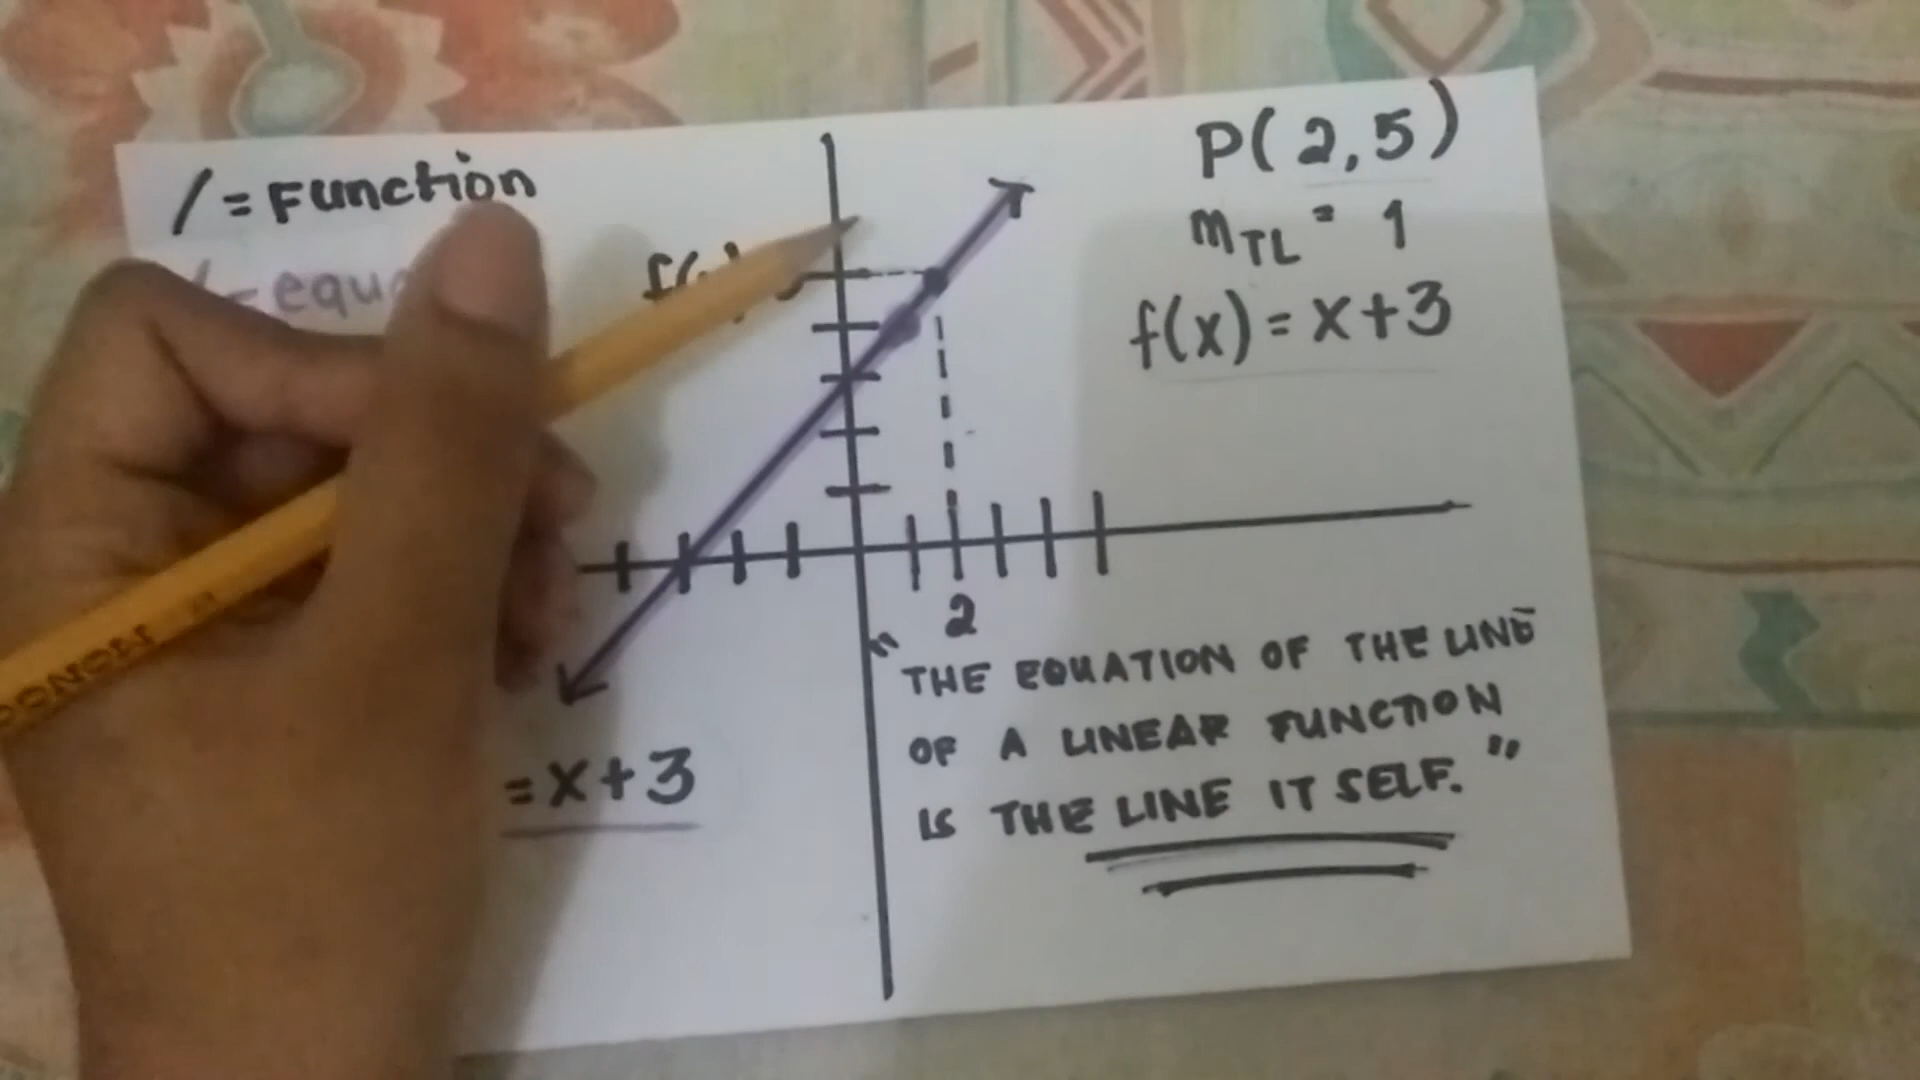 / = Function
P(2,5)
mTL = 1
f(x) = x+3
2
= x+3
"THE EQUATION OF THE LINE
OF A LINEAR FUNCTION
IS THE LINE IT SELF."